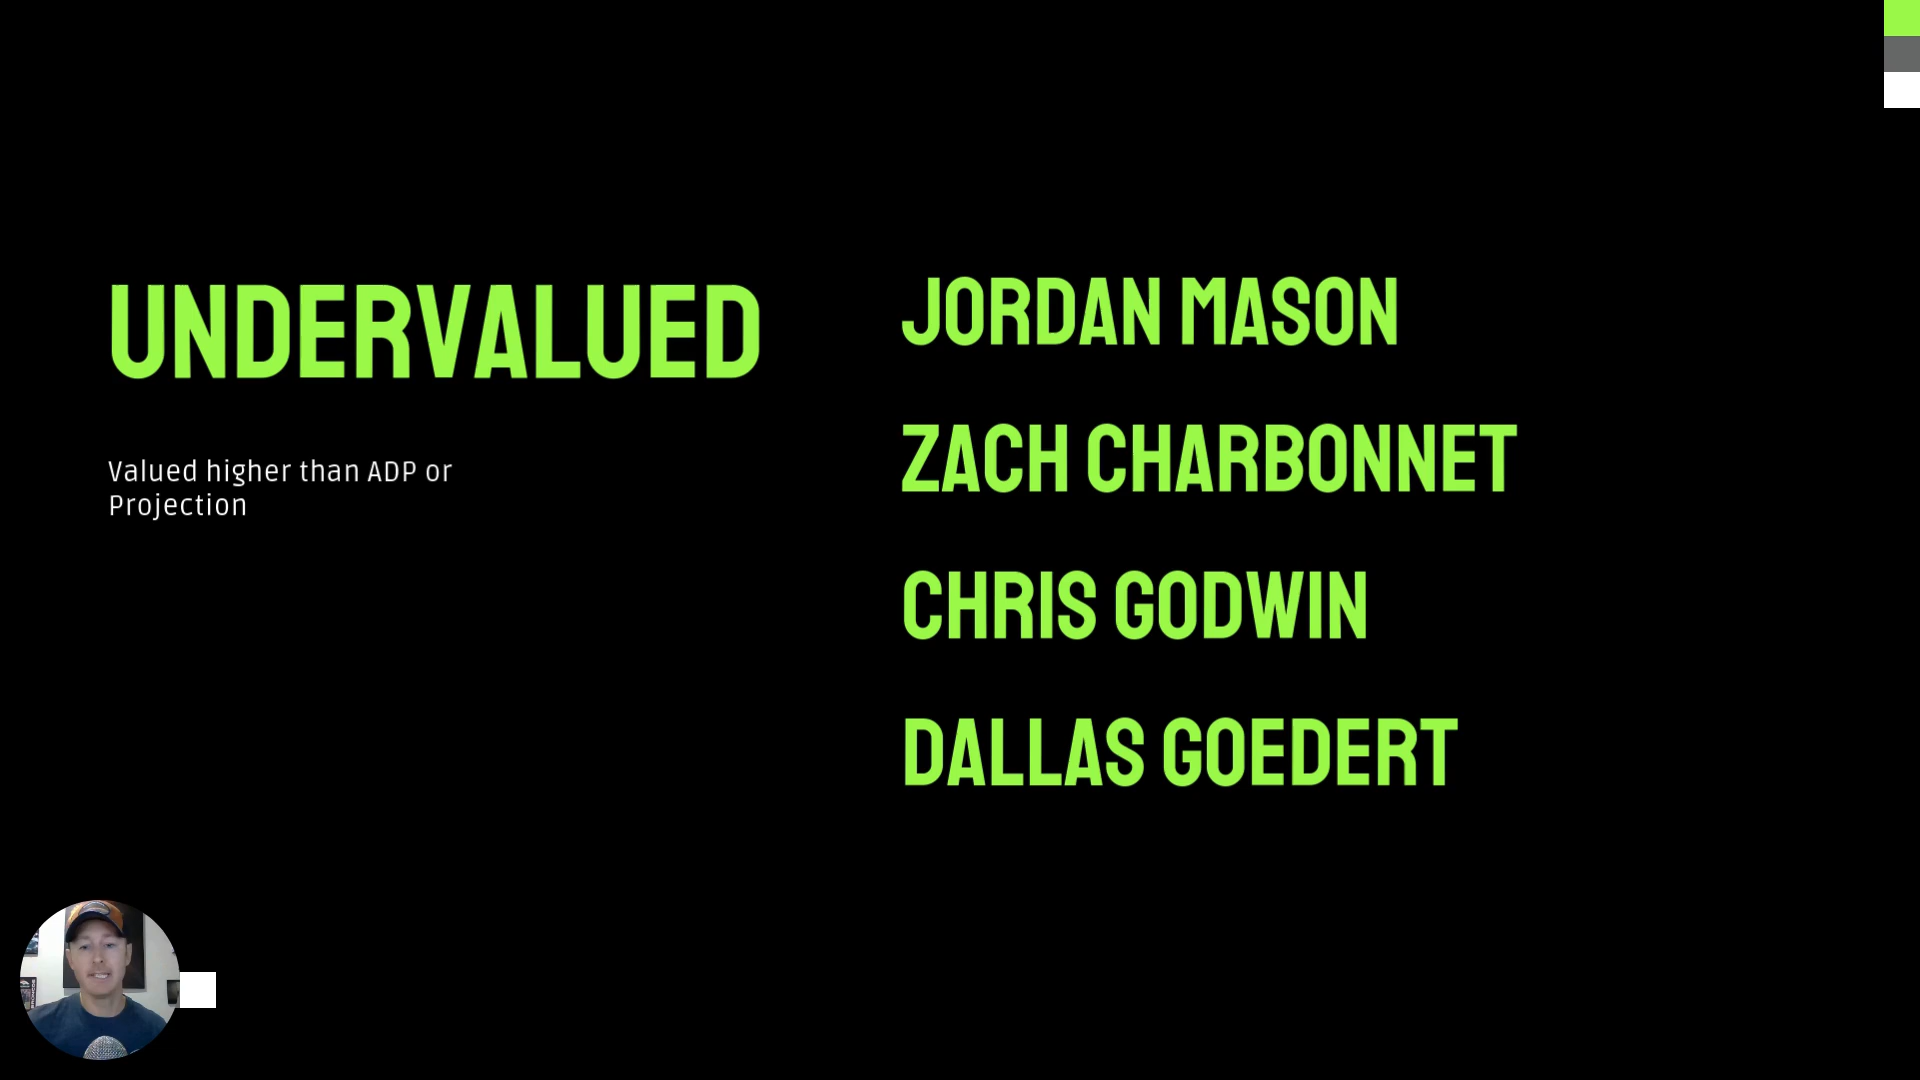 UNDERVALUED
Valued higher than ADP or
Projection
JORDAN MASON
ZACH CHARBONNET
CHRIS GODWIN
DALLAS GOEDERT